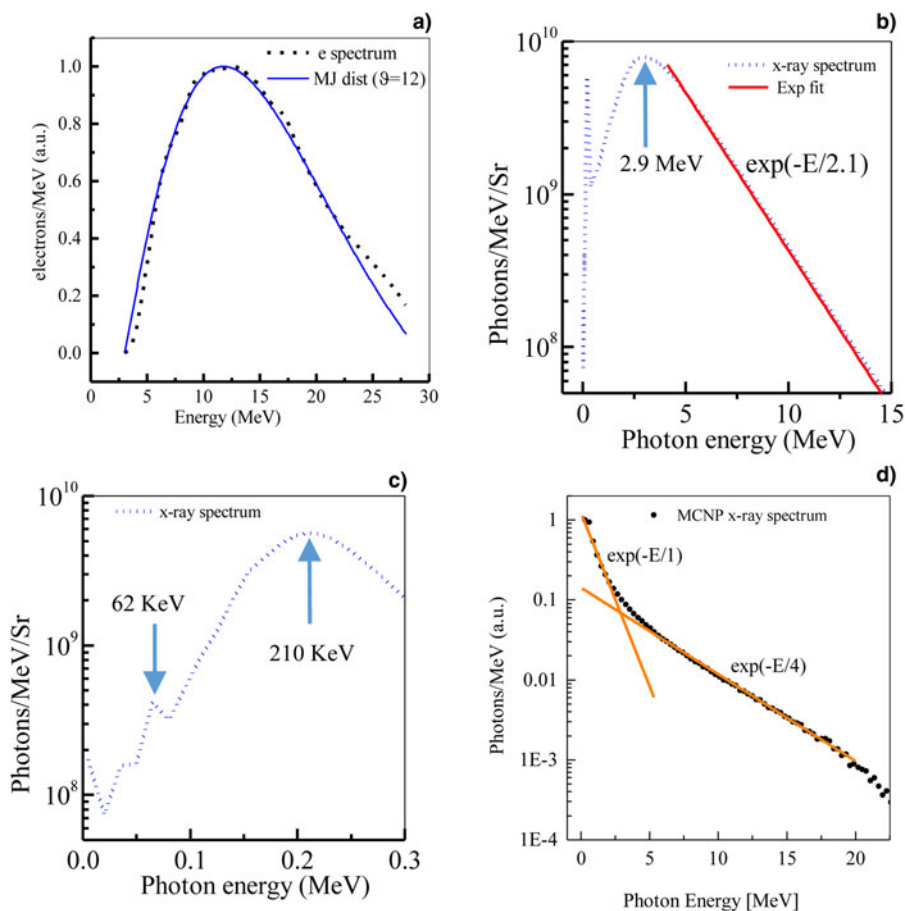 a)
e spectrum
MJ dist (ϑ=12)
1.0
0.8
0.6
0.4
0.2
0.0
electrons/MeV (a.u.)
0 5 10 15 20 25 30
Energy (MeV)
b)
10^10
10^9
10^8
x-ray spectrum
Exp fit
2.9 MeV
exp(-E/2.1)
Photons/MeV/Sr
0 5 10 15
Photon energy (MeV)
c)
10^10
10^9
10^8
x-ray spectrum
62 KeV
210 KeV
Photons/MeV/Sr
0.0 0.1 0.2 0.3
Photon energy (MeV)
d)
MCNP x-ray spectrum
1
0.1
0.01
1E-3
1E-4
exp(-E/1)
exp(-E/4)
Photons/MeV (a.u.)
0 5 10 15 20
Photon Energy [MeV]